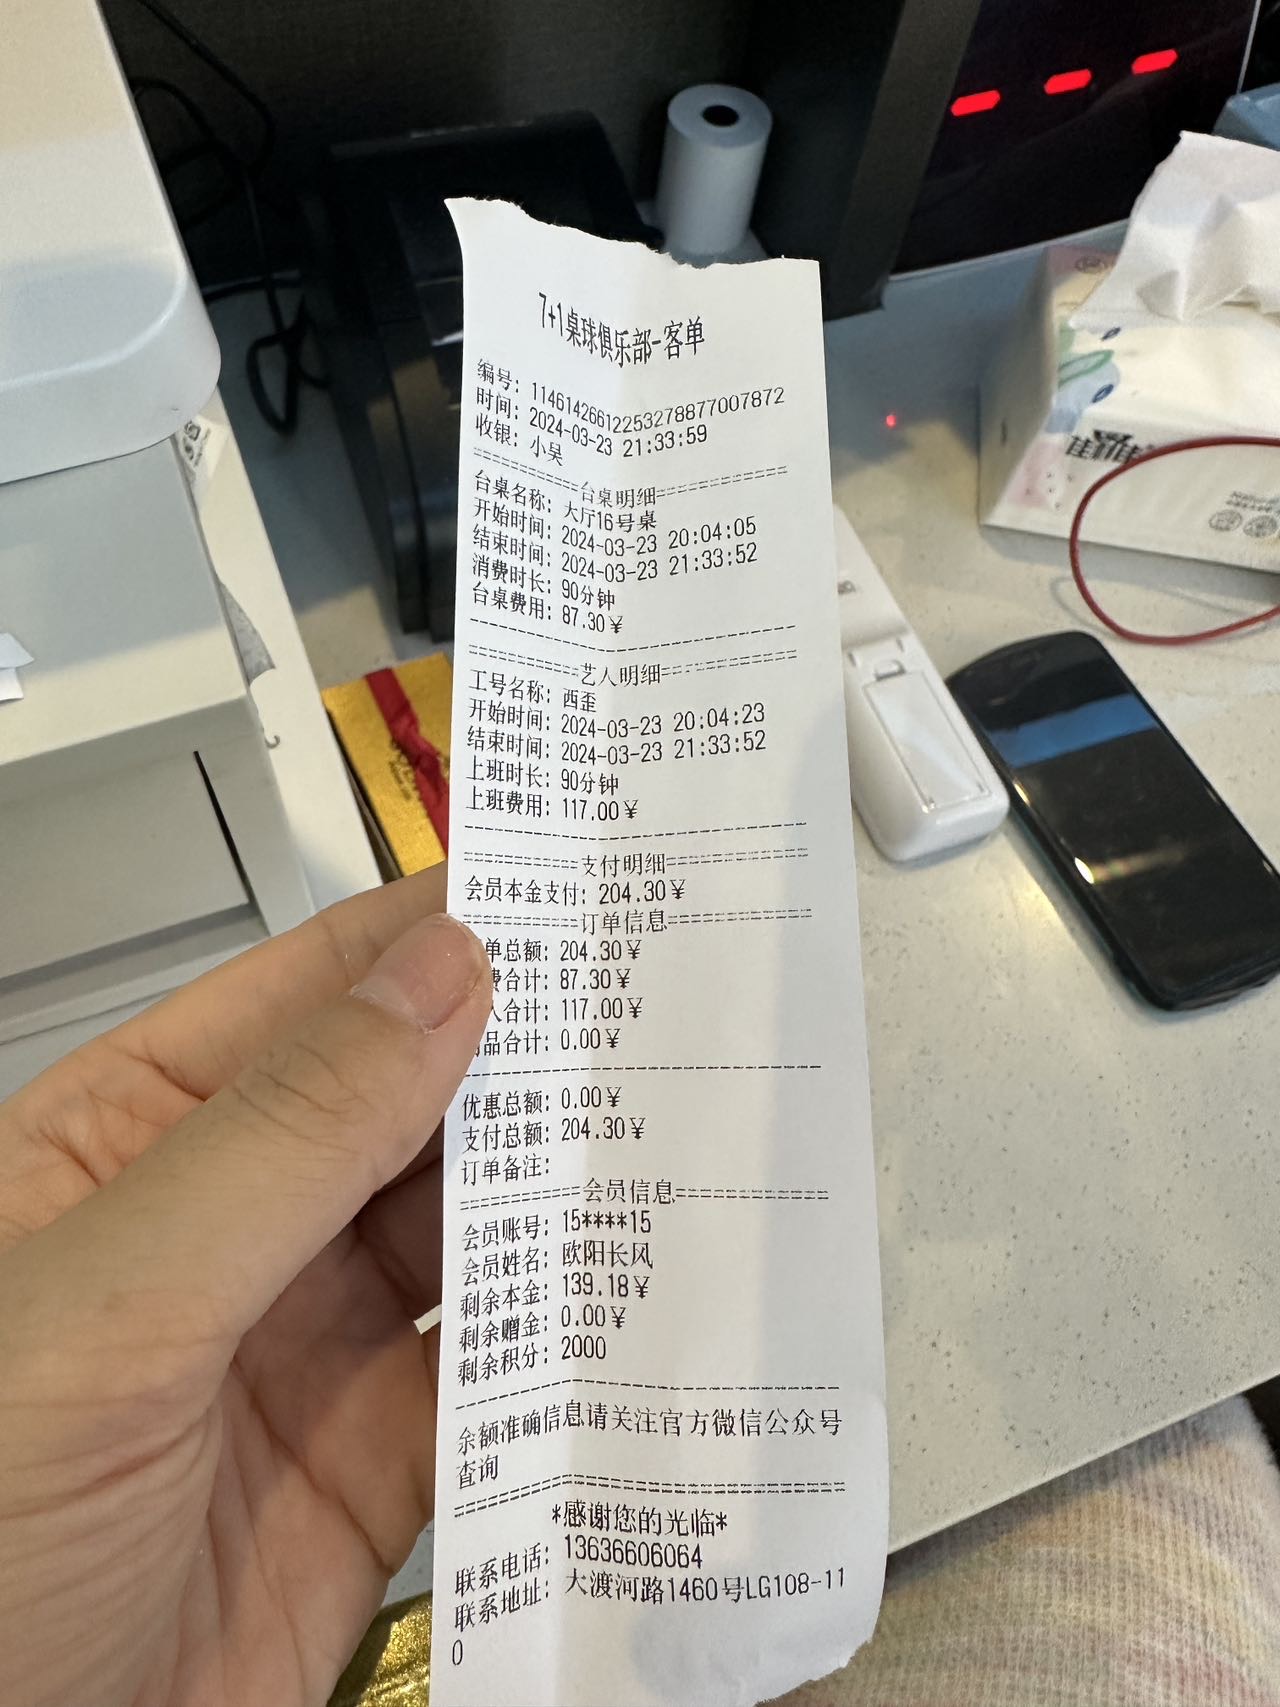 7+1桌球俱乐部-客单
编号: 1146142661225327887007872
时间: 2024-03-23 21:33:59
收银: 小吴
===========台桌明细===========
台桌名称: 大厅16号桌
开始时间: 2024-03-23 20:04:05
结束时间: 2024-03-23 21:33:52
消费时长: 90分钟
台桌费用: 87.30¥
===========艺人明细===========
工号名称: 西歪
开始时间: 2024-03-23 20:04:23
结束时间: 2024-03-23 21:33:52
上班时长: 90分钟
上班费用: 117.00¥
===========支付明细===========
会员本金支付: 204.30¥
===========订单信息===========
单总额: 204.30¥
费合计: 87.30¥
人合计: 117.00¥
品合计: 0.00¥
优惠总额: 0.00¥
支付总额: 204.30¥
订单备注:
===========会员信息===========
会员账号: 15****15
会员姓名: 欧阳长风
剩余本金: 139.18¥
剩余赠金: 0.00¥
剩余积分: 2000
余额准确信息请关注官方微信公众号
查询
*感谢您的光临*
联系电话: 13636606064
联系地址: 大渡河路1460号LG108-11
0